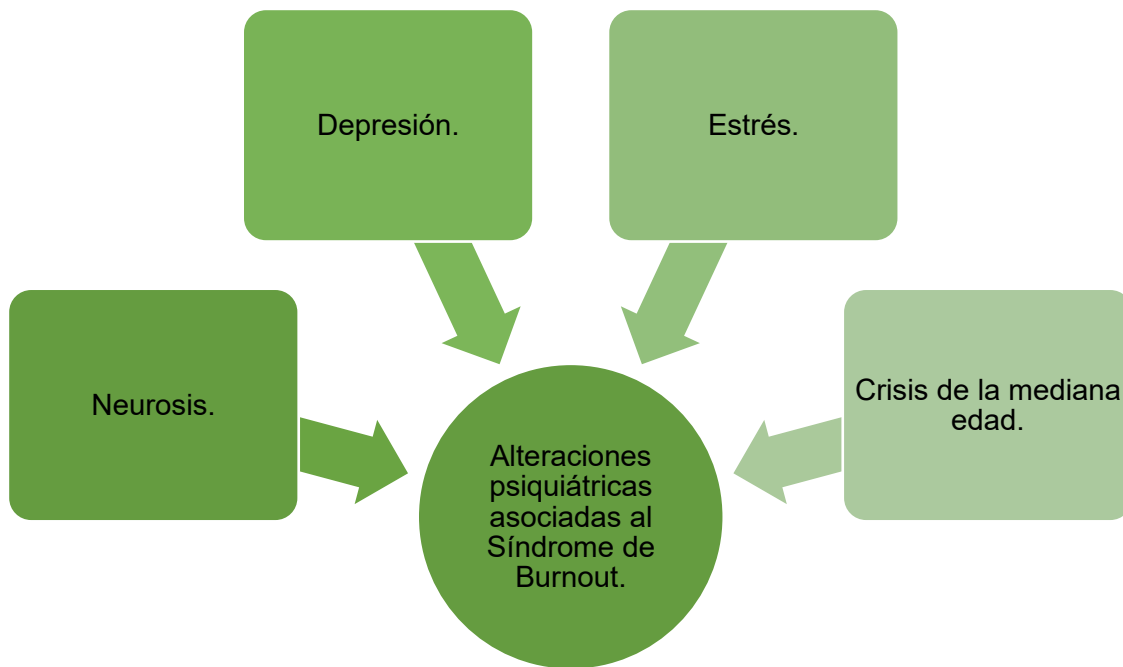 Depresión.
Estrés.
Neurosis.
Crisis de la mediana
edad.
Alteraciones
psiquiátricas
asociadas al
Síndrome de
Burnout.